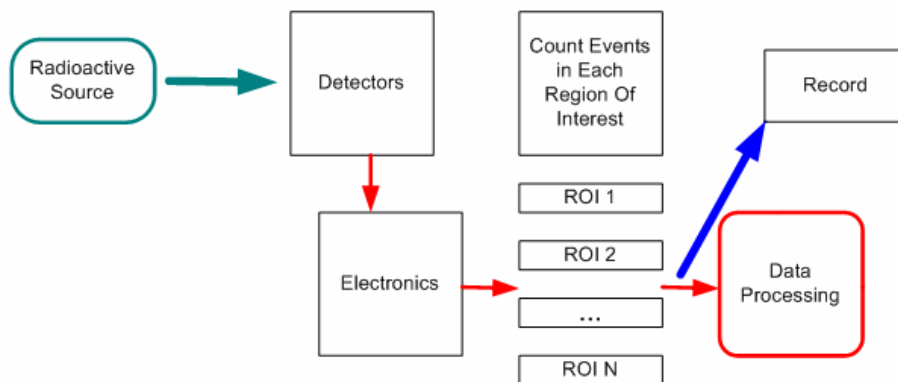 Radioactive
Source
Detectors
Count Events
in Each
Region Of
Interest
Record
ROI 1
ROI 2
Electronics
...
Data
Processing
ROI N